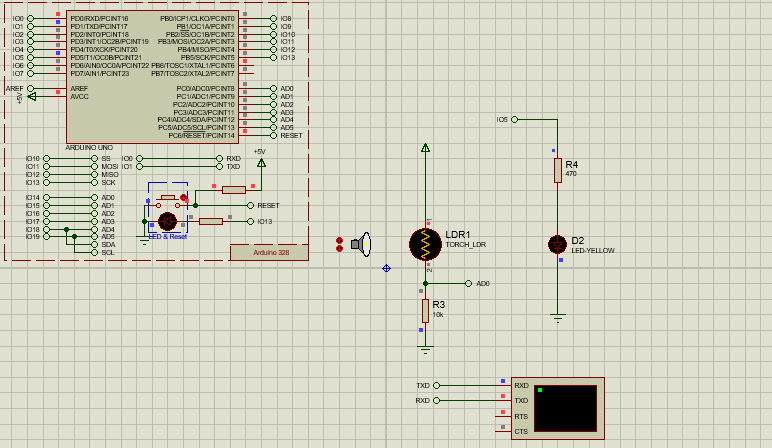 IO0 PD0/RXD/PCINT16 PB0/ICP1/CLKO/PCINT0 IO8
IO1 PD1/TXD/PCINT17 PB1/OC1A/PCINT1 IO9
IO2 PD2/INT0/PCINT18 PB2/SS/OC1B/PCINT2 IO10
IO3 PD3/INT1/OC2B/PCINT19 PB3/MOSI/OC2A/PCINT3 IO11
IO4 PD4/T0/XCK/PCINT20 PB4/MISO/PCINT4 IO12
IO5 PD5/T1/OC0B/PCINT21 PB5/SCK/PCINT5 IO13
IO6 PD6/AIN0/OC0A/PCINT22 PB6/TOSC1/XTAL1/PCINT6
IO7 PD7/AIN1/PCINT23 PB7/TOSC2/XTAL2/PCINT7
AREF AREF PC0/ADC0/PCINT8 AD0
+5V AVCC PC1/ADC1/PCINT9 AD1
PC2/ADC2/PCINT10 AD2
PC3/ADC3/PCINT11 AD3
PC4/ADC4/SDA/PCINT12 AD4
PC5/ADC5/SCL/PCINT13 AD5
PC6/RESET/PCINT14 RESET
ARDUINO UNO
IO10 SS IO0 RXD
IO11 MOSI IO1 TXD
IO12 MISO
IO13 SCK
+5V
IO14 AD0
IO15 AD1
IO16 AD2
IO17 AD3
IO18 AD4
IO19 AD5
SDA
SCL
RESET
IO13
LED & Reset
Arduino 328
IO5
R4
470
LDR1
TORCH_LDR
1
2
D2
LED-YELLOW
AD0
R3
10k
TXD RXD
RXD TXD
RTS
CTS